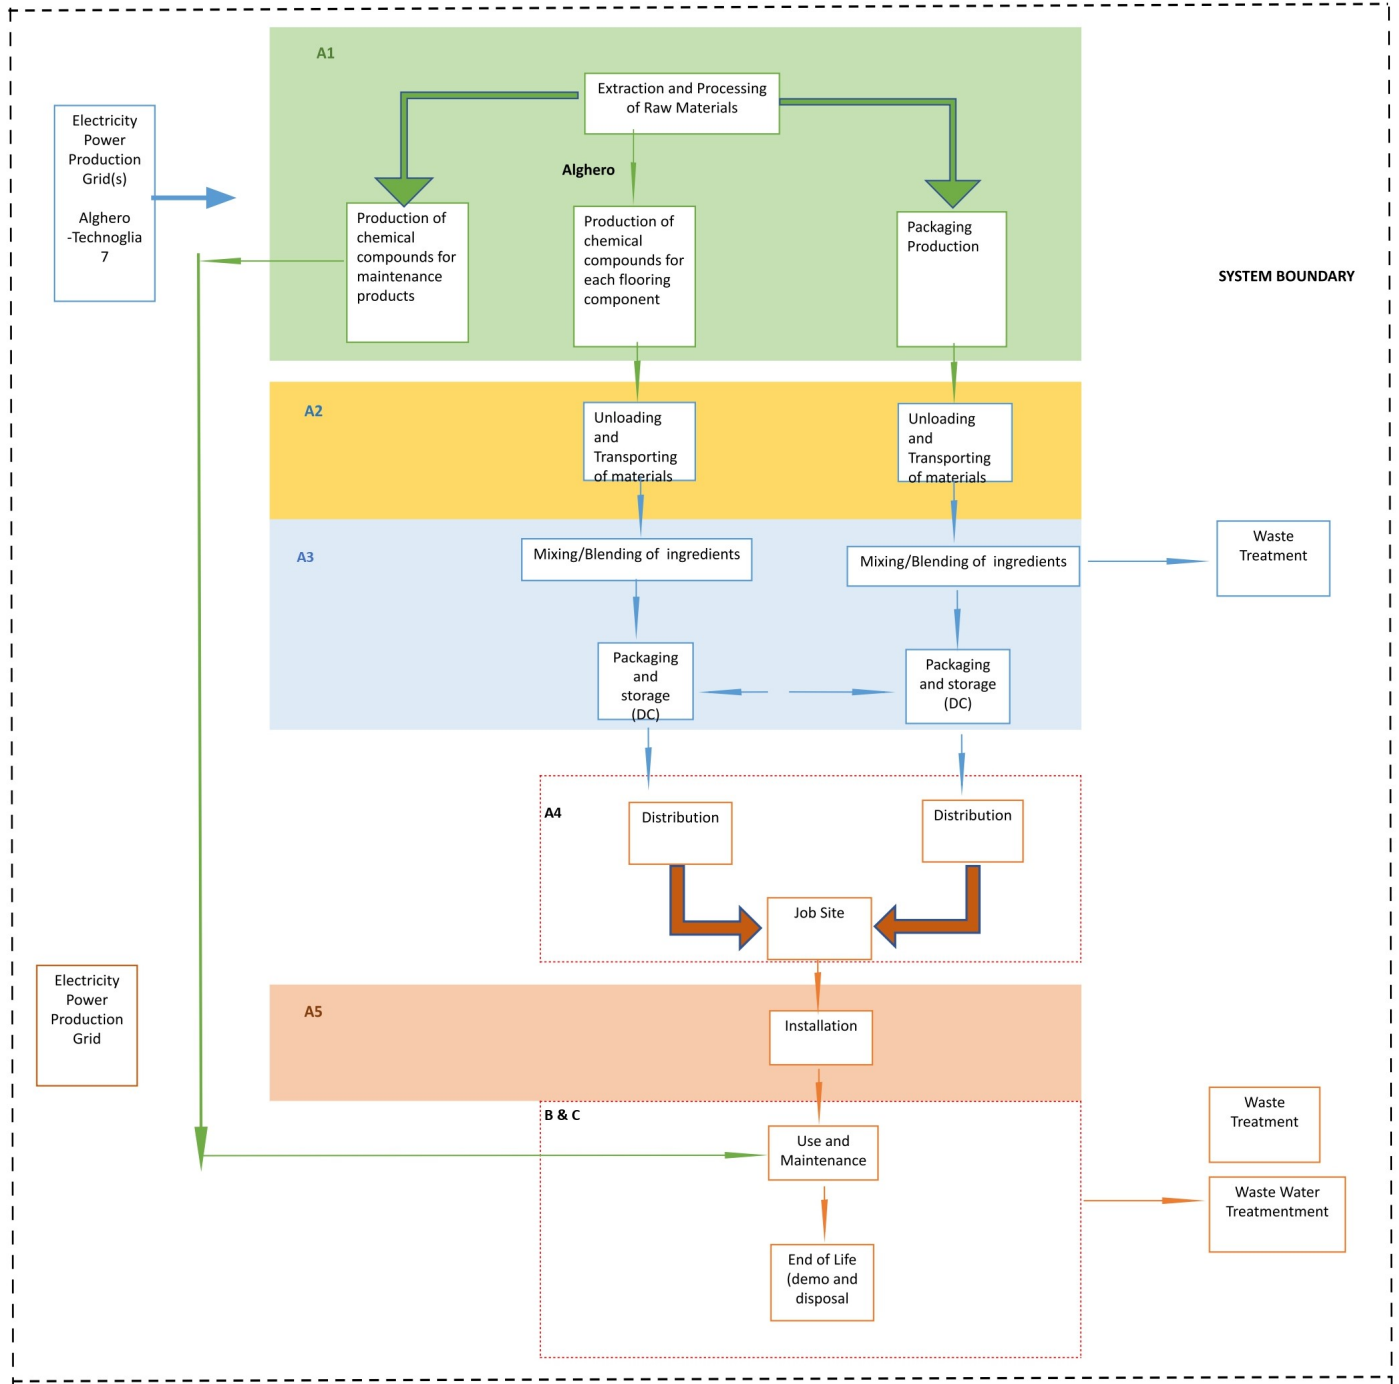 A1
Extraction and Processing
of Raw Materials
Electricity
Power
Production
Grid(s)
Alghero
-Technoglia
7
Alghero
Production of
chemical
compounds for
maintenance
products
Production of
chemical
compounds for
each flooring
component
Packaging
Production
SYSTEM BOUNDARY
A2
Unloading
and
Transporting
of materials
Unloading
and
Transporting
of materials
A3
Mixing/Blending of ingredients
Mixing/Blending of ingredients
Waste
Treatment
Packaging
and
storage
(DC)
Packaging
and storage
(DC)
A4
Distribution
Distribution
Job Site
Electricity
Power
Production
Grid
A5
Installation
B & C
Use and
Maintenance
Waste
Treatment
Waste Water
Treatmentment
End of Life
(demo and
disposal